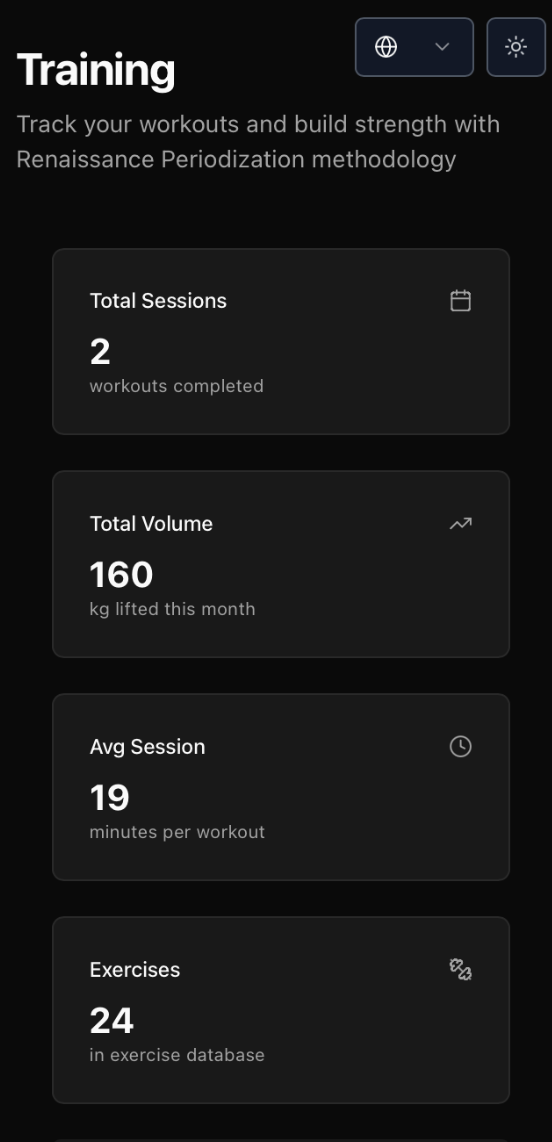 Training
Track your workouts and build strength with
Renaissance Periodization methodology
Total Sessions
2
workouts completed
Total Volume
160
kg lifted this month
Avg Session
19
minutes per workout
Exercises
24
in exercise database